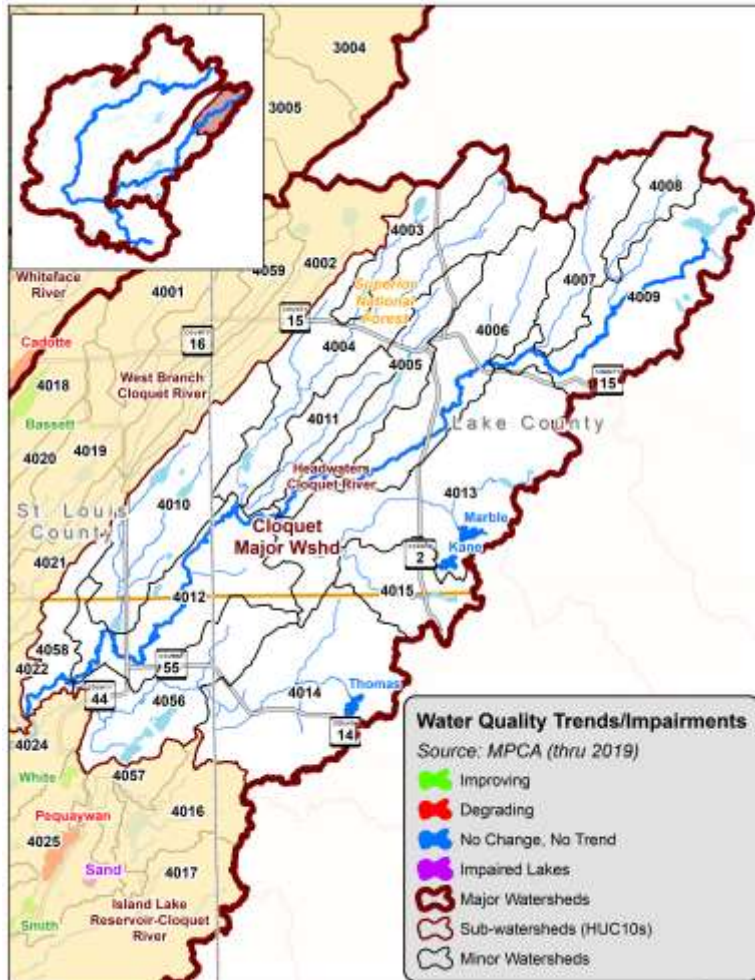 3004
3005
4008
4003
4002
4059
Whiteface
River
4001
Superior
National
Forest
4007
4009
COUNTY
15
COUNTY
16
4006
Cadotte
4004
4005
West Branch
Cloquet River
15
4018
4011
Lake County
Bassett
4019
4020
Headwaters
Cloquet River
4013
4010
St. Louis
County
Marble
Cloquet
Major Wshd
Kane
2
4021
4012
4015
4058
4022
55
Thomas
44
4056
4014
14
4024
4057
White
4016
Pequaywan
4025
Sand
4017
Island Lake
Reservoir-Cloquet
River
Smith
Water Quality Trends/Impairments
Source: MPCA (thru 2019)
Improving
Degrading
No Change, No Trend
Impaired Lakes
Major Watersheds
Sub-watersheds (HUC10s)
Minor Watersheds